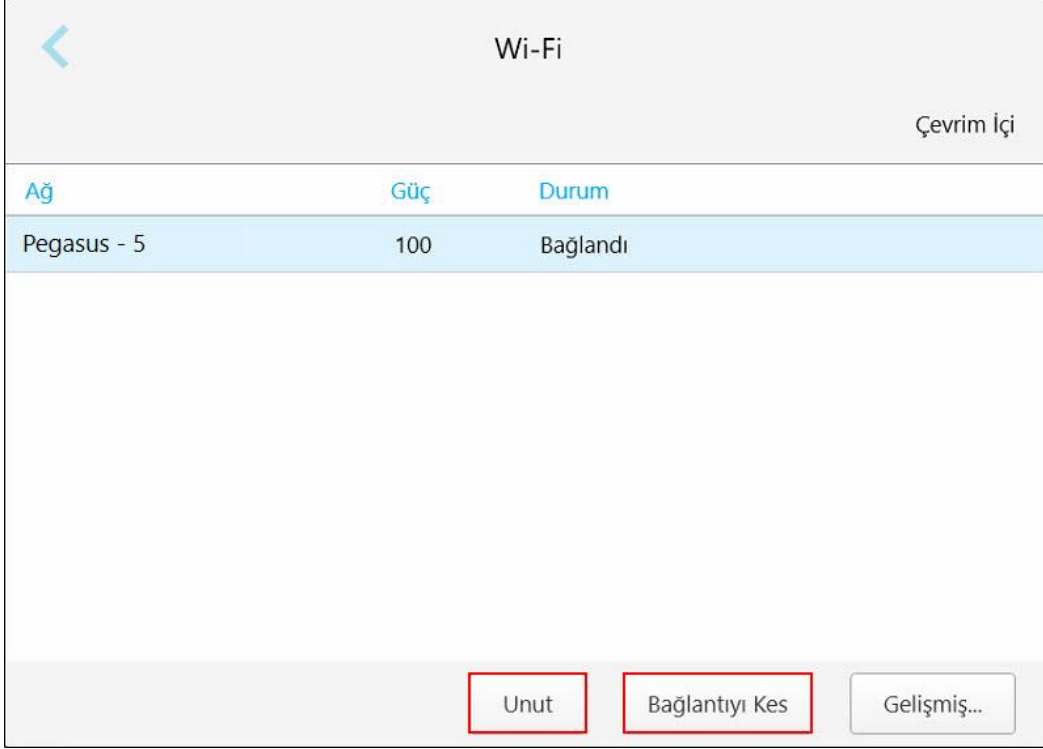 Wi-Fi
Çevrim İçi
Ağ Güç Durum
Pegasus - 5 100 Bağlandı
Unut Bağlantıyı Kes Gelişmiş...